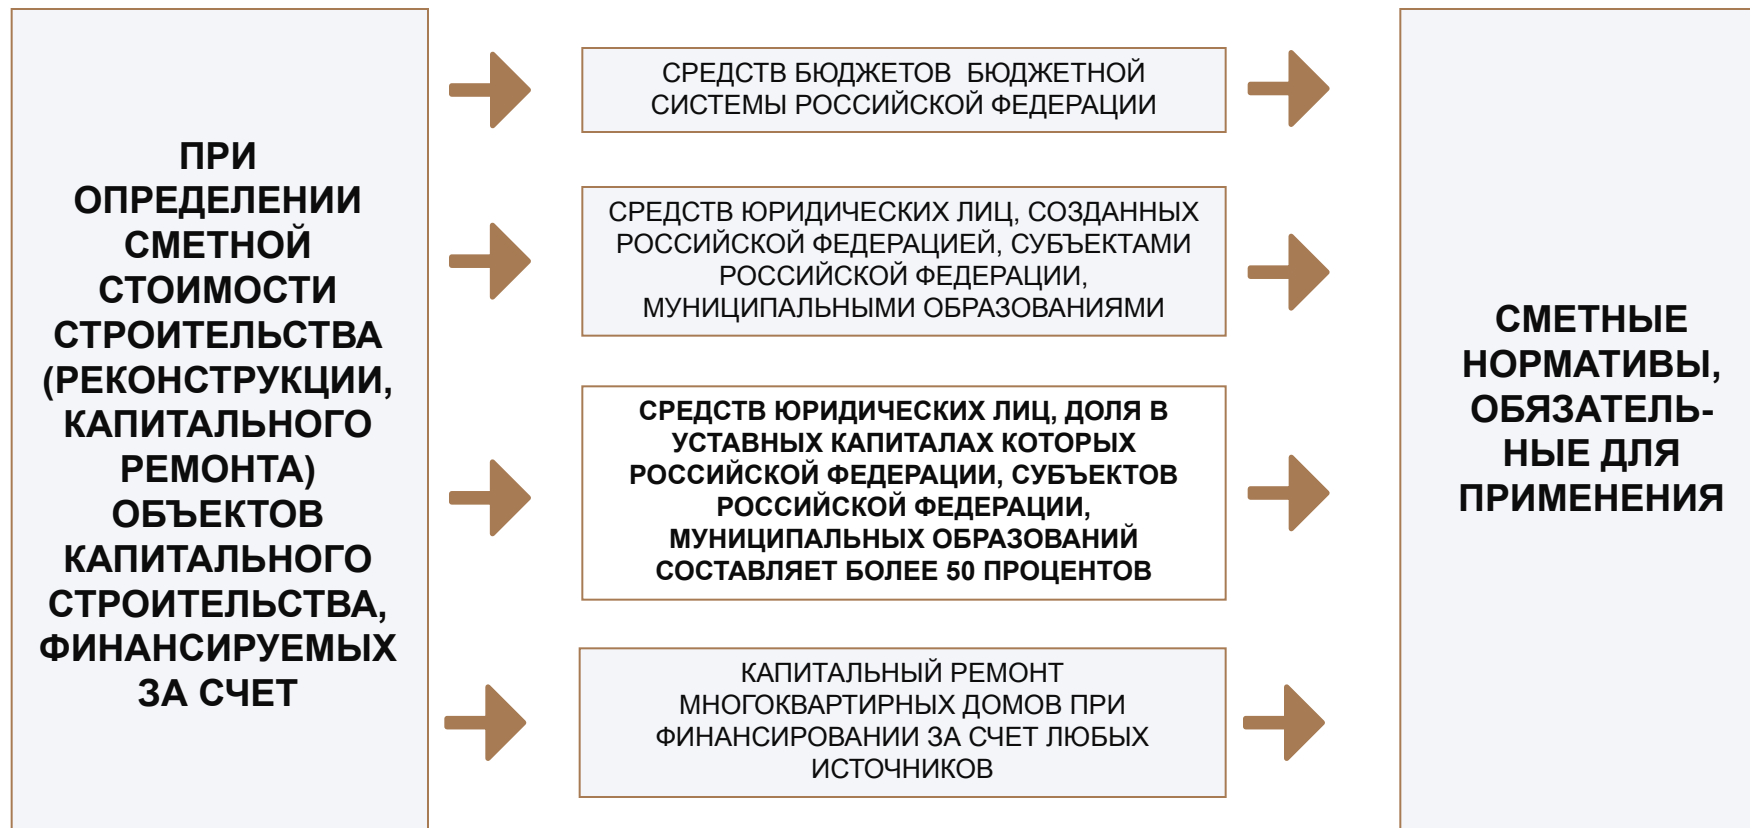 ПРИ
ОПРЕДЕЛЕНИИ
СМЕТНОЙ
СТОИМОСТИ
СТРОИТЕЛЬСТВА
(РЕКОНСТРУКЦИИ,
КАПИТАЛЬНОГО
РЕМОНТА)
ОБЪЕКТОВ
КАПИТАЛЬНОГО
СТРОИТЕЛЬСТВА,
ФИНАНСИРУЕМЫХ
ЗА СЧЕТ
СРЕДСТВ БЮДЖЕТОВ БЮДЖЕТНОЙ
СИСТЕМЫ РОССИЙСКОЙ ФЕДЕРАЦИИ
СРЕДСТВ ЮРИДИЧЕСКИХ ЛИЦ, СОЗДАННЫХ
РОССИЙСКОЙ ФЕДЕРАЦИЕЙ, СУБЪЕКТАМИ
РОССИЙСКОЙ ФЕДЕРАЦИИ,
МУНИЦИПАЛЬНЫМИ ОБРАЗОВАНИЯМИ
СРЕДСТВ ЮРИДИЧЕСКИХ ЛИЦ, ДОЛЯ В
УСТАВНЫХ КАПИТАЛАХ КОТОРЫХ
РОССИЙСКОЙ ФЕДЕРАЦИИ, СУБЪЕКТОВ
РОССИЙСКОЙ ФЕДЕРАЦИИ,
МУНИЦИПАЛЬНЫХ ОБРАЗОВАНИЙ
СОСТАВЛЯЕТ БОЛЕЕ 50 ПРОЦЕНТОВ
КАПИТАЛЬНЫЙ РЕМОНТ
МНОГОКВАРТИРНЫХ ДОМОВ ПРИ
ФИНАНСИРОВАНИИ ЗА СЧЕТ ЛЮБЫХ
ИСТОЧНИКОВ
СМЕТНЫЕ
НОРМАТИВЫ,
ОБЯЗАТЕЛЬ-
НЫЕ ДЛЯ
ПРИМЕНЕНИЯ